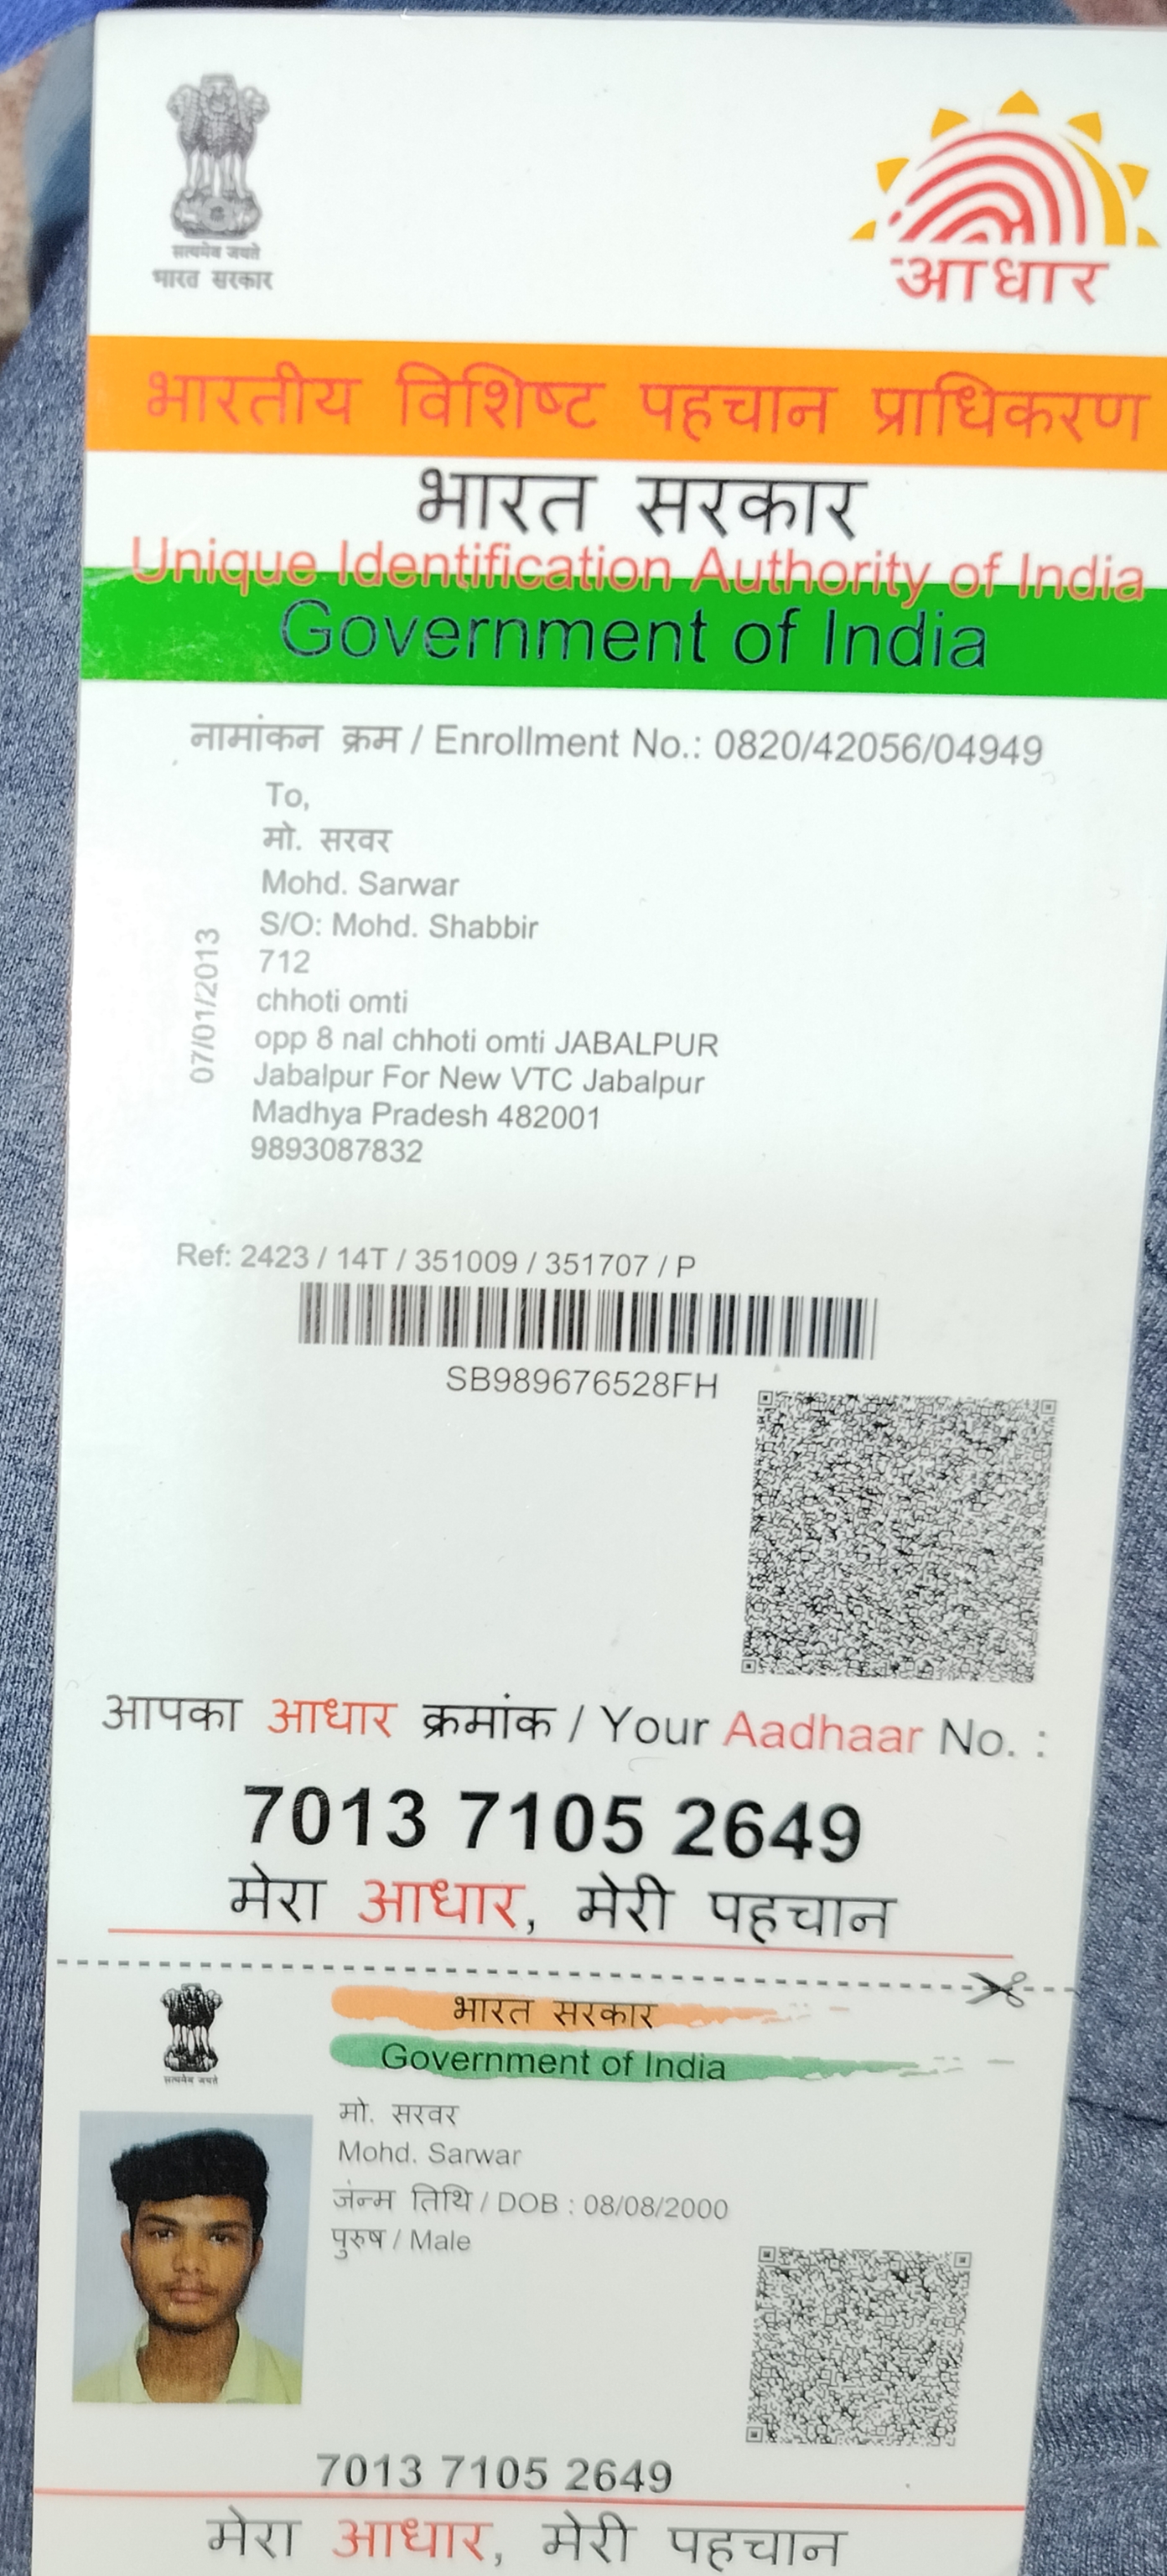 सत्यमेव जयते
भारत सरकार
आधार
भारतीय विशिष्ट पहचान प्राधिकरण
भारत सरकार
Unique Identification Authority of India
Government of India
नामांकन क्रम / Enrollment No.: 0820/42056/04949
To,
मो. सरवर
Mohd. Sarwar
S/O: Mohd. Shabbir
712
chhoti omti
opp 8 nal chhoti omti JABALPUR
Jabalpur For New VTC Jabalpur
Madhya Pradesh 482001
9893087832
07/01/2013
Ref: 2423 / 14T / 351009 / 351707 / P
SB989676528FH
आपका आधार क्रमांक / Your Aadhaar No. :
7013 7105 2649
मेरा आधार, मेरी पहचान
भारत सरकार
Government of India
सत्यमेव जयते
मो. सरवर
Mohd. Sarwar
जन्म तिथि / DOB : 08/08/2000
पुरुष / Male
7013 7105 2649
मेरा आधार, मेरी पहचान